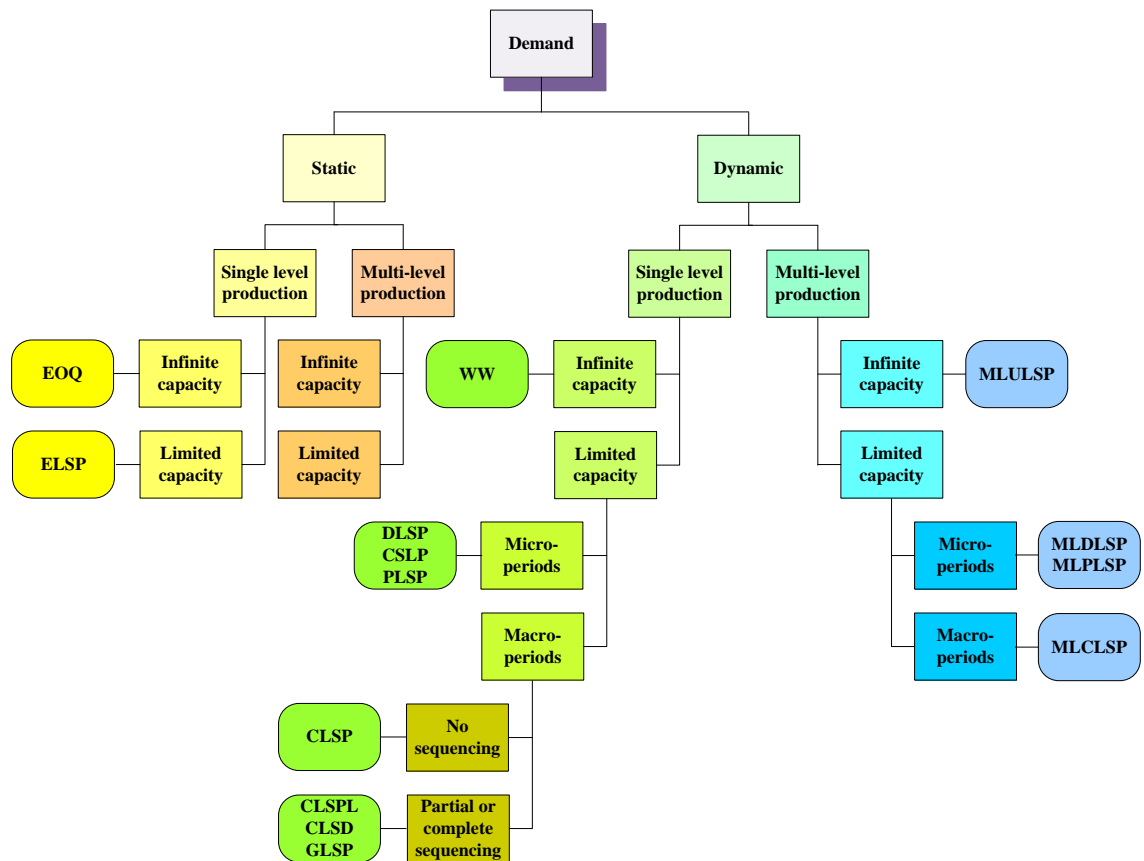 Demand
Static
Dynamic
Single level
production
Multi-level
production
Single level
production
Multi-level
production
EOQ
Infinite
capacity
Infinite
capacity
WW
Infinite
capacity
Infinite
capacity
MLULSP
ELSP
Limited
capacity
Limited
capacity
Limited
capacity
Limited
capacity
DLSP
CSLP
PLSP
Micro-
periods
Micro-
periods
MLDLSP
MLPLSP
Macro-
periods
Macro-
periods
MLCLSP
CLSP
No
sequencing
CLSPL
CLSD
GLSP
Partial or
complete
sequencing